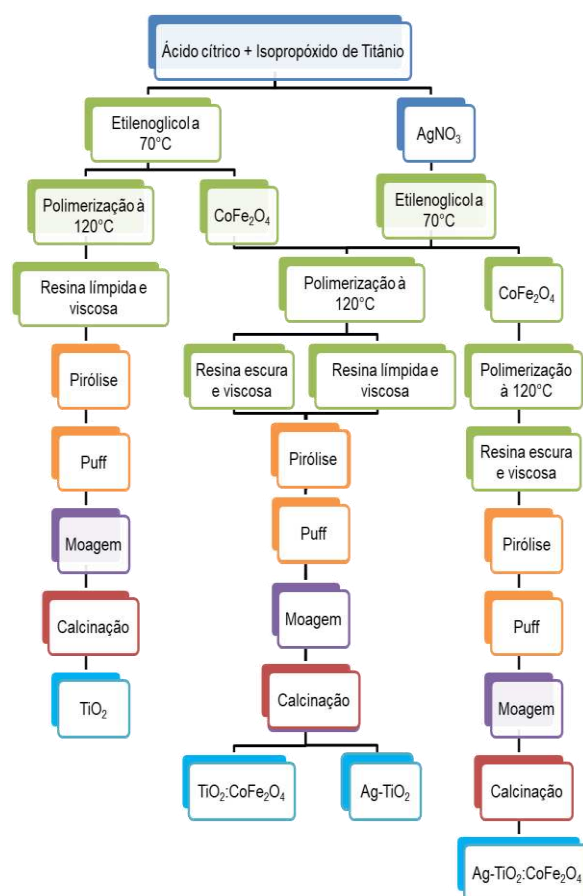 Ácido cítrico + Isopropóxido de Titânio
Etilenoglicol a
70°C
AgNO₃
Polimerização à
120°C
CoFe₂O₄
Etilenoglicol a
70°C
Resina límpida e
viscosa
Polimerização à
120°C
CoFe₂O₄
Pirólise
Resina escura
e viscosa
Resina límpida e
viscosa
Polimerização
à 120°C
Puff
Pirólise
Resina escura
e viscosa
Moagem
Puff
Pirólise
Calcinação
Moagem
Puff
TiO₂
Calcinação
Moagem
TiO₂:CoFe₂O₄
Ag-TiO₂
Calcinação
Ag-TiO₂:CoFe₂O₄